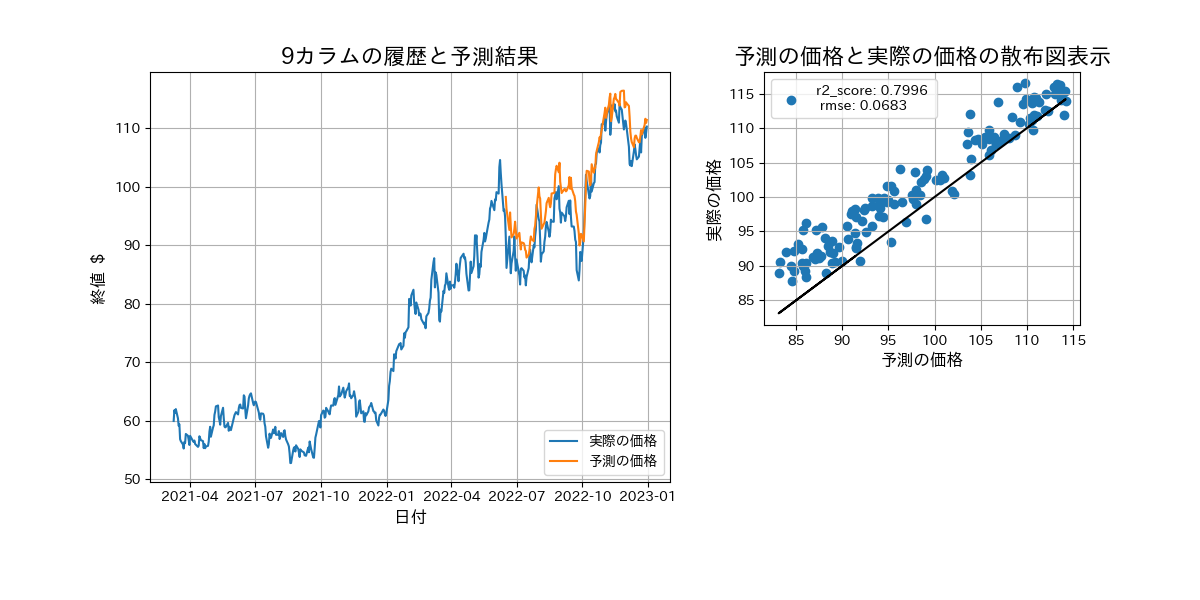 9カラムの履歴と予測結果
終値 $
110
100
90
80
70
60
50
実際の価格
予測の価格
2021-04 2021-07 2021-10 2022-01 2022-04 2022-07 2022-10 2023-01
日付
予測の価格と実際の価格の散布図表示
r2_score: 0.7996
rmse: 0.0683
実際の価格
115
110
105
100
95
90
85
85 90 95 100 105 110 115
予測の価格